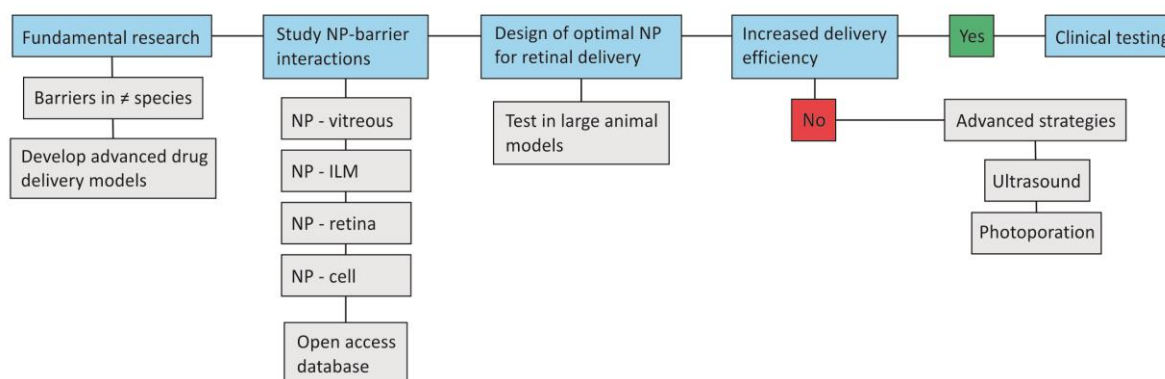 Fundamental research
Barriers in ≠ species
Develop advanced drug
delivery models
Study NP-barrier
interactions
NP - vitreous
NP - ILM
NP - retina
NP - cell
Open access
database
Design of optimal NP
for retinal delivery
Test in large animal
models
Increased delivery
efficiency
Yes
Clinical testing
No
Advanced strategies
Ultrasound
Photoporation